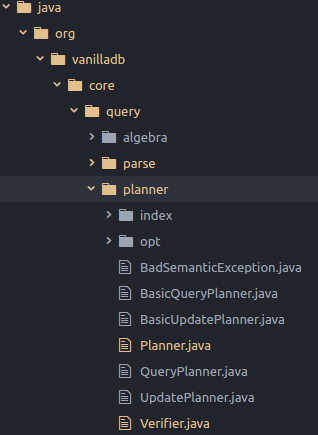 java
org
vanilladb
core
query
algebra
parse
planner
index
opt
BadSemanticException.java
BasicQueryPlanner.java
BasicUpdatePlanner.java
Planner.java
QueryPlanner.java
UpdatePlanner.java
Verifier.java